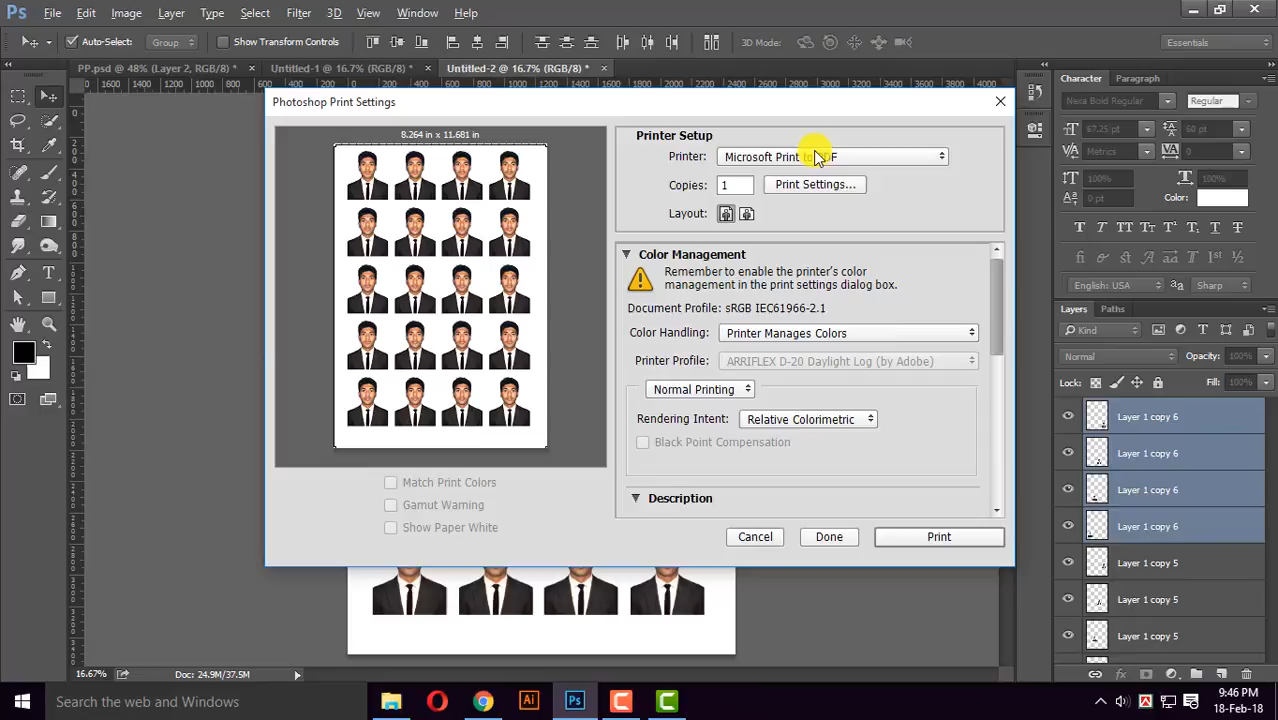 Ps File Edit Image Layer Type Select Filter 3D View Window Help
Auto-Select: Group Show Transform Controls 3D Mode: Essentials
PP.psd @ 48% (Layer 2, RGB/8) * × Untitled-1 @ 16.7% (RGB/8) * × Untitled-2 @ 16.7% (RGB/8) * ×
Photoshop Print Settings
8.264 in x 11.681 in
Printer Setup
Printer: Microsoft Print to PDF
Copies: 1 Print Settings...
Layout:
Color Management
Remember to enable the printer's color
management in the print settings dialog box.
Document Profile: sRGB IEC61966-2.1
Color Handling: Printer Manages Colors
Printer Profile: ARRIFLEX D-20 Daylight Log (by Adobe)
Normal Printing
Rendering Intent: Relative Colorimetric
Black Point Compensation
Description
Match Print Colors
Gamut Warning
Show Paper White
Cancel Done Print
Character Paragraph
Nexa Bold Regular Regular
67.25 pt 60 pt
Metrics 0
100% 100%
0 pt Color:
English: USA Sharp
Layers Paths
Kind
Normal Opacity: 100%
Lock: Fill: 100%
Layer 1 copy 6
Layer 1 copy 6
Layer 1 copy 6
Layer 1 copy 6
Layer 1 copy 5
Layer 1 copy 5
Layer 1 copy 5
16.67% Doc: 24.9M/37.5M
Search the web and Windows
Ai Ps
9:46 PM
18-Feb-18